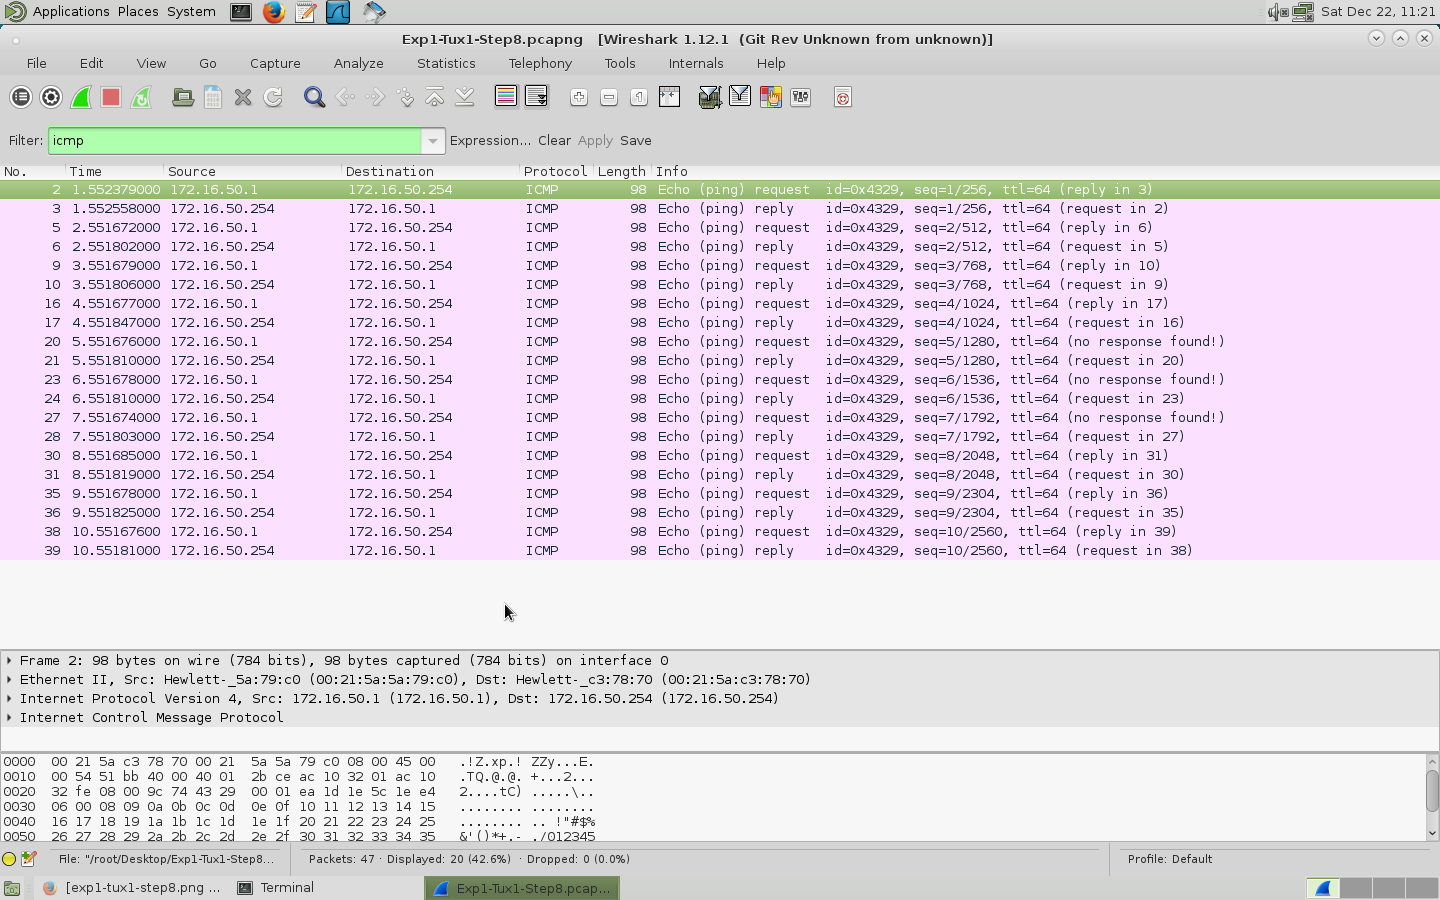 Applications Places System Sat Dec 22, 11:21
Exp1-Tux1-Step8.pcapng [Wireshark 1.12.1 (Git Rev Unknown from unknown)]
File Edit View Go Capture Analyze Statistics Telephony Tools Internals Help
Filter: icmp Expression... Clear Apply Save
No. Time Source Destination Protocol Length Info
2 1.552379000 172.16.50.1 172.16.50.254 ICMP 98 Echo (ping) request id=0x4329, seq=1/256, ttl=64 (reply in 3)
3 1.552558000 172.16.50.254 172.16.50.1 ICMP 98 Echo (ping) reply id=0x4329, seq=1/256, ttl=64 (request in 2)
5 2.551672000 172.16.50.1 172.16.50.254 ICMP 98 Echo (ping) request id=0x4329, seq=2/512, ttl=64 (reply in 6)
6 2.551802000 172.16.50.254 172.16.50.1 ICMP 98 Echo (ping) reply id=0x4329, seq=2/512, ttl=64 (request in 5)
9 3.551679000 172.16.50.1 172.16.50.254 ICMP 98 Echo (ping) request id=0x4329, seq=3/768, ttl=64 (reply in 10)
10 3.551806000 172.16.50.254 172.16.50.1 ICMP 98 Echo (ping) reply id=0x4329, seq=3/768, ttl=64 (request in 9)
16 4.551677000 172.16.50.1 172.16.50.254 ICMP 98 Echo (ping) request id=0x4329, seq=4/1024, ttl=64 (reply in 17)
17 4.551847000 172.16.50.254 172.16.50.1 ICMP 98 Echo (ping) reply id=0x4329, seq=4/1024, ttl=64 (request in 16)
20 5.551676000 172.16.50.1 172.16.50.254 ICMP 98 Echo (ping) request id=0x4329, seq=5/1280, ttl=64 (no response found!)
21 5.551810000 172.16.50.254 172.16.50.1 ICMP 98 Echo (ping) reply id=0x4329, seq=5/1280, ttl=64 (request in 20)
23 6.551678000 172.16.50.1 172.16.50.254 ICMP 98 Echo (ping) request id=0x4329, seq=6/1536, ttl=64 (no response found!)
24 6.551810000 172.16.50.254 172.16.50.1 ICMP 98 Echo (ping) reply id=0x4329, seq=6/1536, ttl=64 (request in 23)
27 7.551674000 172.16.50.1 172.16.50.254 ICMP 98 Echo (ping) request id=0x4329, seq=7/1792, ttl=64 (no response found!)
28 7.551803000 172.16.50.254 172.16.50.1 ICMP 98 Echo (ping) reply id=0x4329, seq=7/1792, ttl=64 (request in 27)
30 8.551685000 172.16.50.1 172.16.50.254 ICMP 98 Echo (ping) request id=0x4329, seq=8/2048, ttl=64 (reply in 31)
31 8.551819000 172.16.50.254 172.16.50.1 ICMP 98 Echo (ping) reply id=0x4329, seq=8/2048, ttl=64 (request in 30)
35 9.551678000 172.16.50.1 172.16.50.254 ICMP 98 Echo (ping) request id=0x4329, seq=9/2304, ttl=64 (reply in 36)
36 9.551825000 172.16.50.254 172.16.50.1 ICMP 98 Echo (ping) reply id=0x4329, seq=9/2304, ttl=64 (request in 35)
38 10.55167600 172.16.50.1 172.16.50.254 ICMP 98 Echo (ping) request id=0x4329, seq=10/2560, ttl=64 (reply in 39)
39 10.55181000 172.16.50.254 172.16.50.1 ICMP 98 Echo (ping) reply id=0x4329, seq=10/2560, ttl=64 (request in 38)
Frame 2: 98 bytes on wire (784 bits), 98 bytes captured (784 bits) on interface 0
Ethernet II, Src: Hewlett-_5a:79:c0 (00:21:5a:5a:79:c0), Dst: Hewlett-_c3:78:70 (00:21:5a:c3:78:70)
Internet Protocol Version 4, Src: 172.16.50.1 (172.16.50.1), Dst: 172.16.50.254 (172.16.50.254)
Internet Control Message Protocol
0000 00 21 5a c3 78 70 00 21 5a 5a 79 c0 08 00 45 00 .!Z.xp.! ZZy...E.
0010 00 54 51 bb 40 00 40 01 2b ce ac 10 32 01 ac 10 .TQ.@.@. +...2...
0020 32 fe 08 00 9c 74 43 29 00 01 ea 1d 1e 5c 1e e4 2....tC) .....\..
0030 06 00 08 09 0a 0b 0c 0d 0e 0f 10 11 12 13 14 15 ........ ........
0040 16 17 18 19 1a 1b 1c 1d 1e 1f 20 21 22 23 24 25 ........ .. !"#$%
0050 26 27 28 29 2a 2b 2c 2d 2e 2f 30 31 32 33 34 35 &'()*+,- ./012345
File: "/root/Desktop/Exp1-Tux1-Step8... Packets: 47 · Displayed: 20 (42.6%) · Dropped: 0 (0.0%) Profile: Default
[exp1-tux1-step8.png ... Terminal Exp1-Tux1-Step8.pcap...